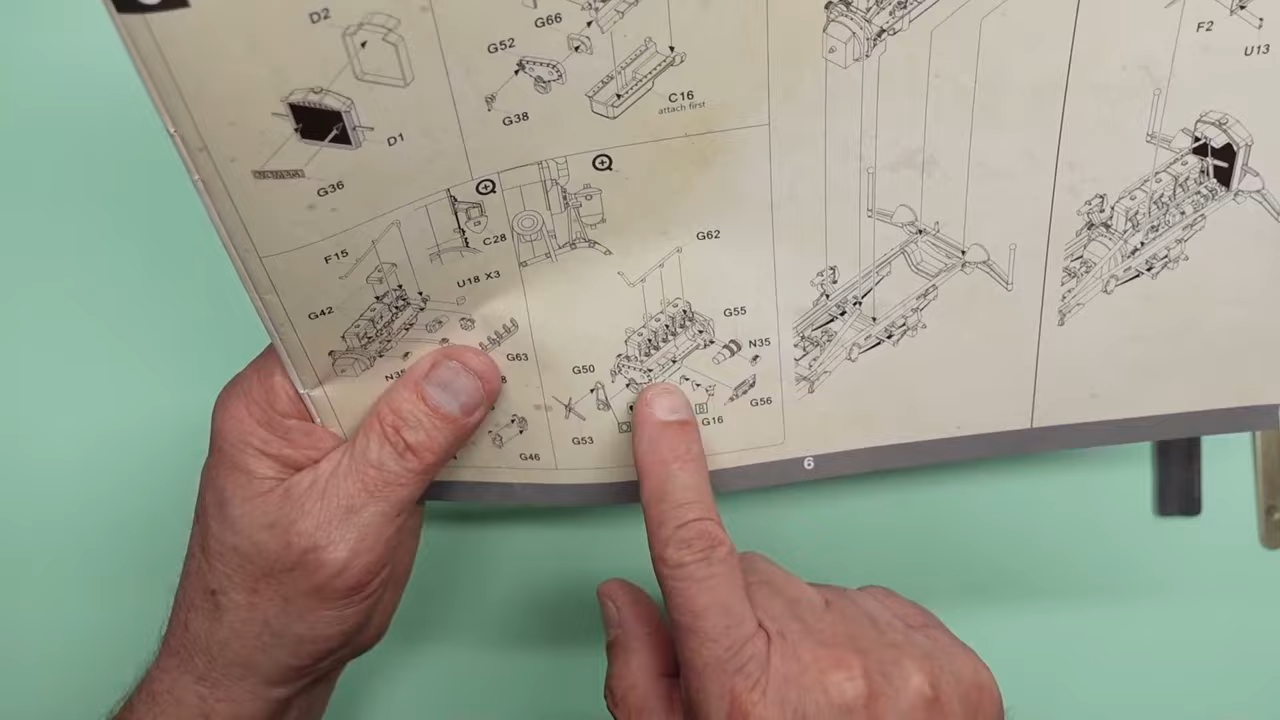 D2
D1
G36
G66
G52
G38
C16
attach first
F2
U13
F15
G42
C28
U18 X3
G63
G46
G62
G55
N35
G50
G56
G16
B
G53
6